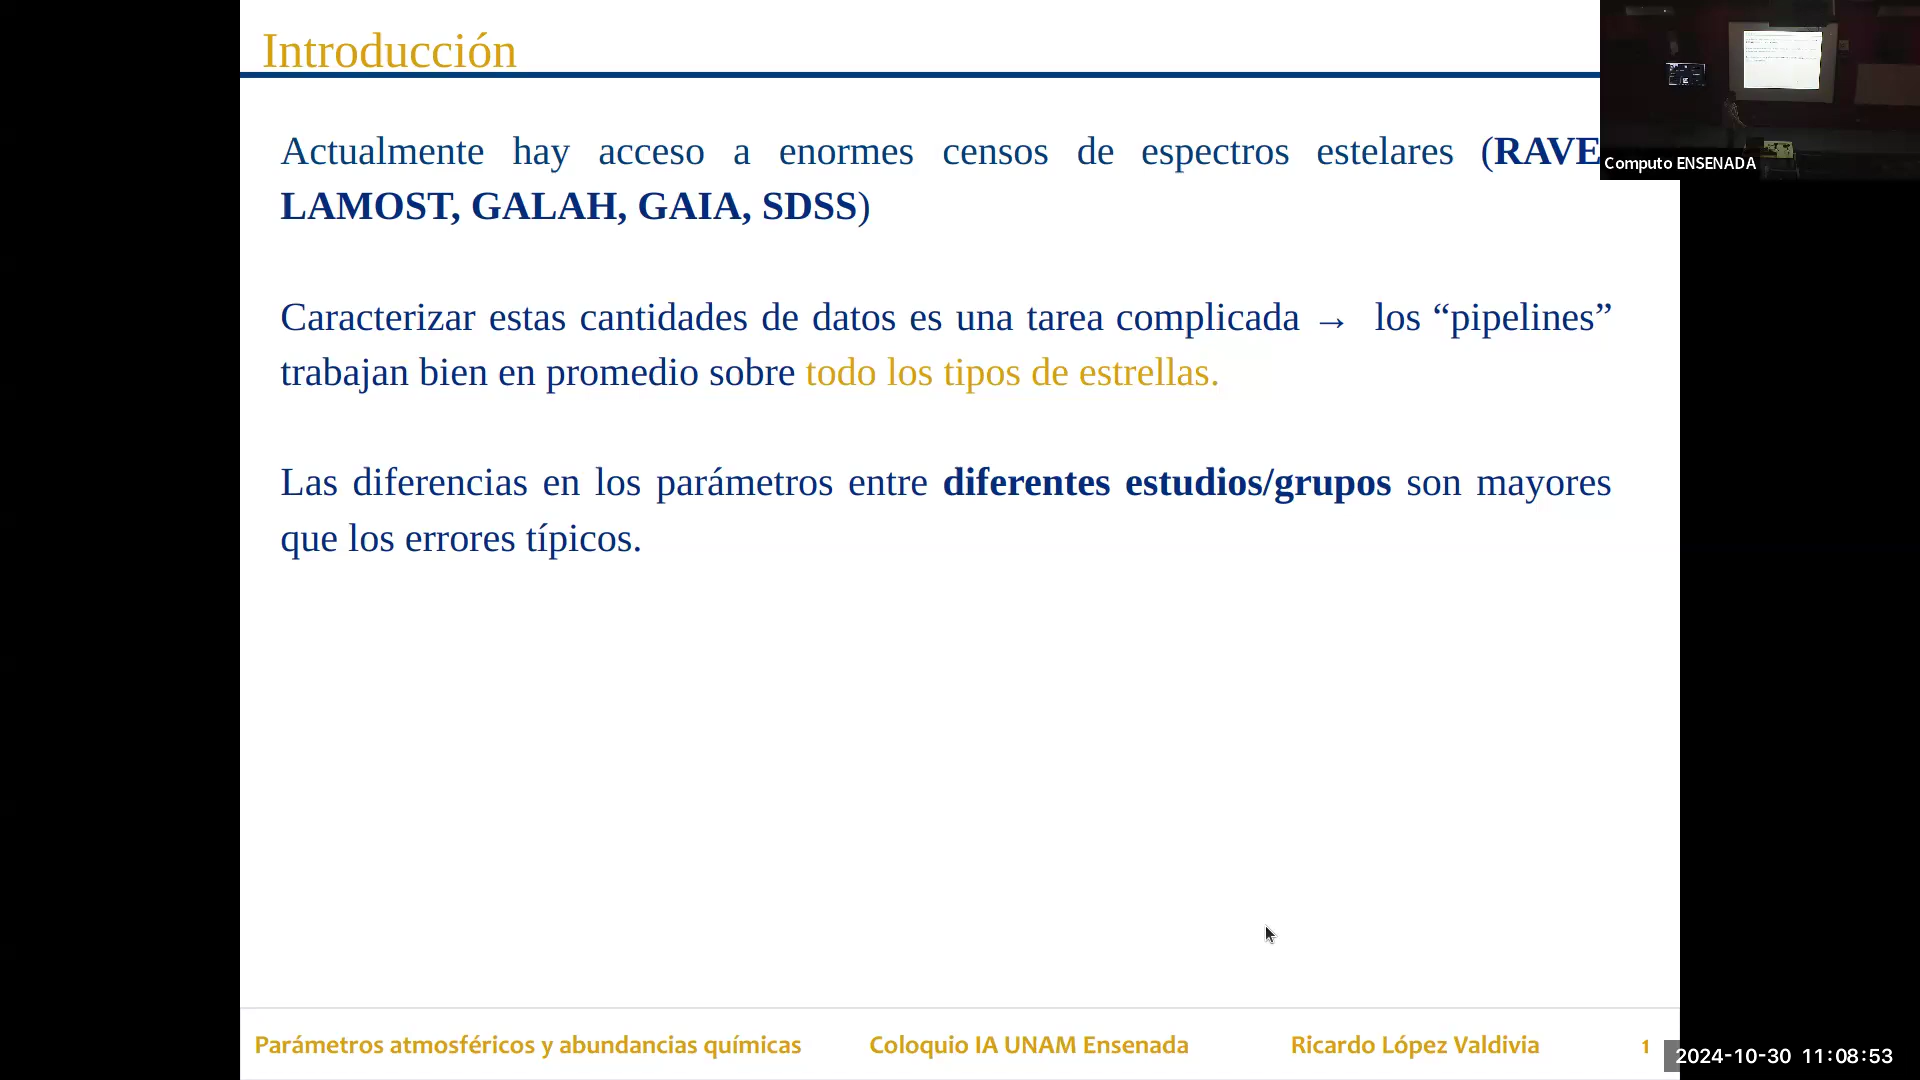 Introducción
Actualmente hay acceso a enormes censos de espectros estelares (RAVE
LAMOST, GALAH, GAIA, SDSS)
Caracterizar estas cantidades de datos es una tarea complicada → los “pipelines”
trabajan bien en promedio sobre todo los tipos de estrellas.
Las diferencias en los parámetros entre diferentes estudios/grupos son mayores
que los errores típicos.
Computo ENSENADA
Parámetros atmosféricos y abundancias químicas Coloquio IA UNAM Ensenada Ricardo López Valdivia 1
2024-10-30 11:08:53